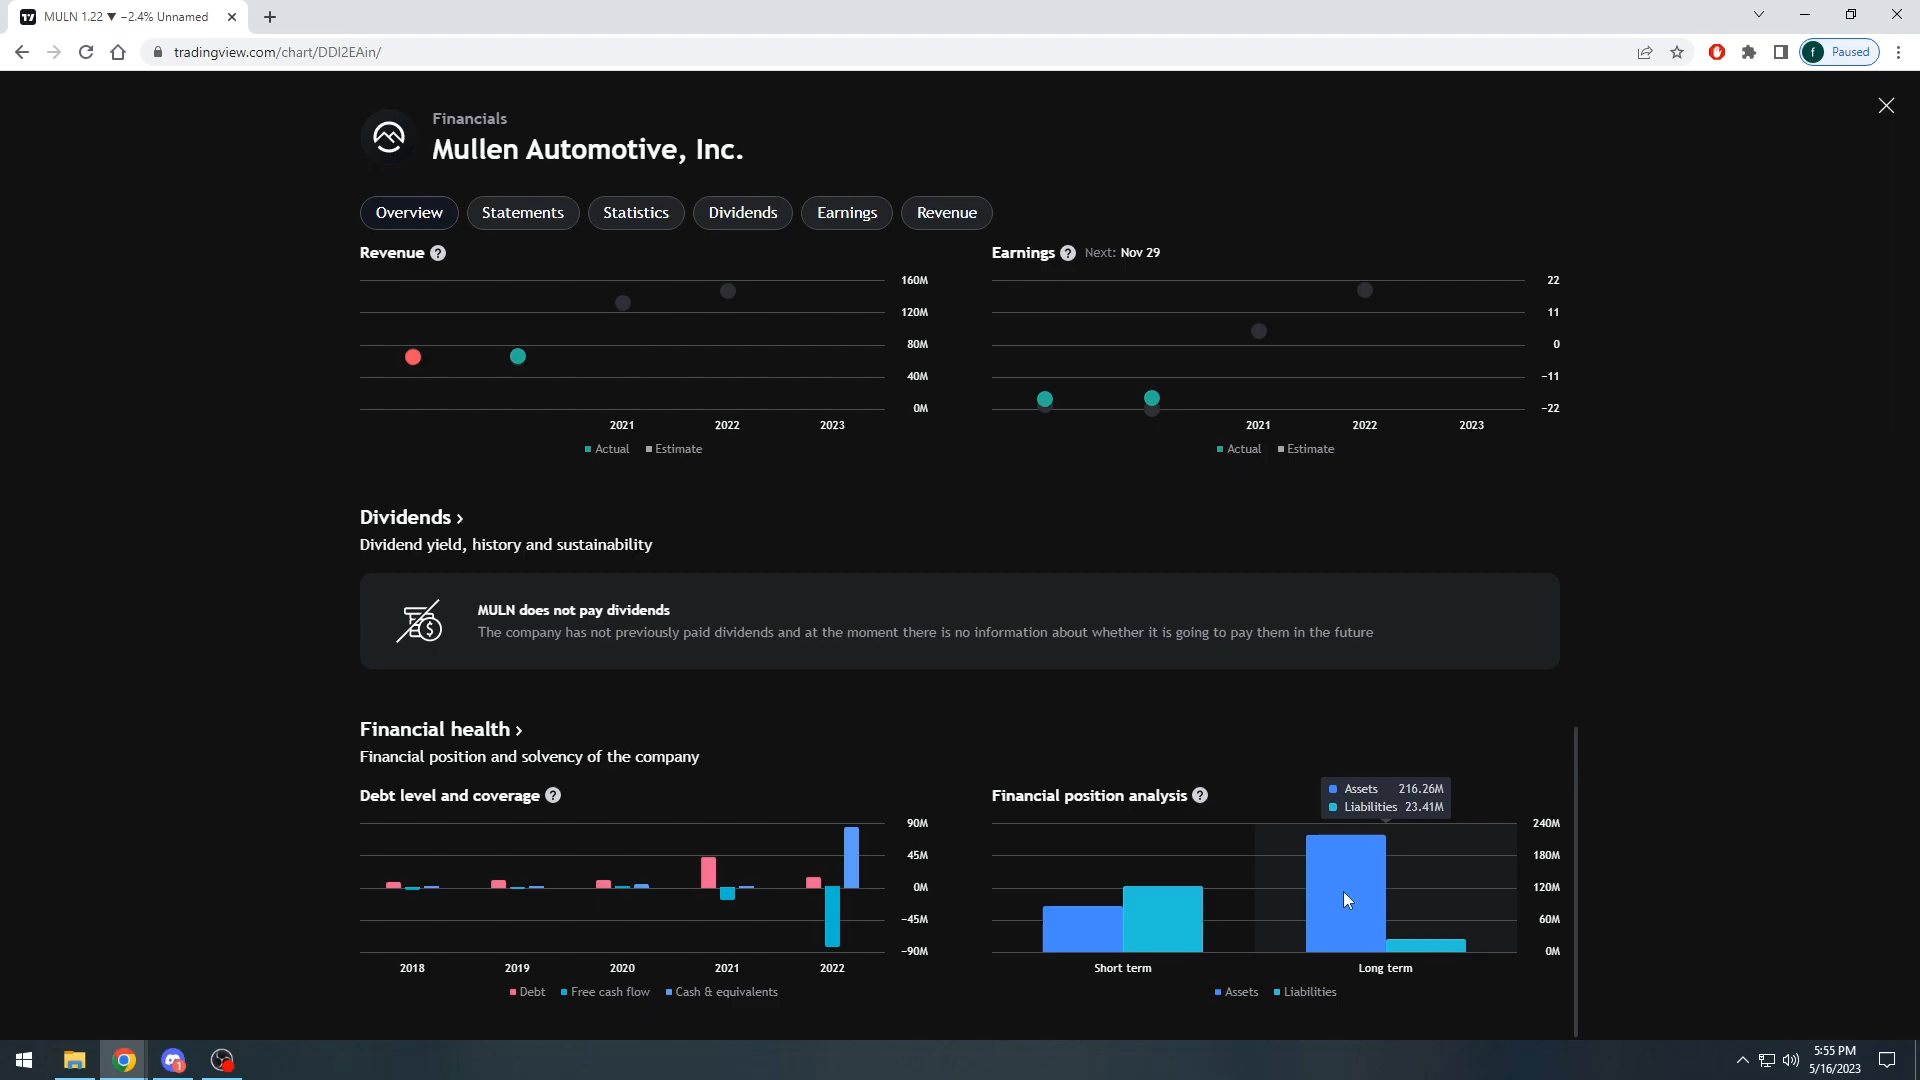 MULN 1.22 ▼ −2.4% Unnamed
tradingview.com/chart/DDI2EAin/
f Paused
Financials
Mullen Automotive, Inc.
Overview Statements Statistics Dividends Earnings Revenue
Revenue ?
160M
120M
80M
40M
0M
2021 2022 2023
Actual Estimate
Earnings ? Next: Nov 29
22
11
0
−11
−22
2021 2022 2023
Actual Estimate
Dividends ›
Dividend yield, history and sustainability
MULN does not pay dividends
The company has not previously paid dividends and at the moment there is no information about whether it is going to pay them in the future
Financial health ›
Financial position and solvency of the company
Debt level and coverage ?
90M
45M
0M
−45M
−90M
2018 2019 2020 2021 2022
Debt Free cash flow Cash & equivalents
Financial position analysis ?
Assets 216.26M
Liabilities 23.41M
240M
180M
120M
60M
0M
Short term Long term
Assets Liabilities
1
5:55 PM
5/16/2023